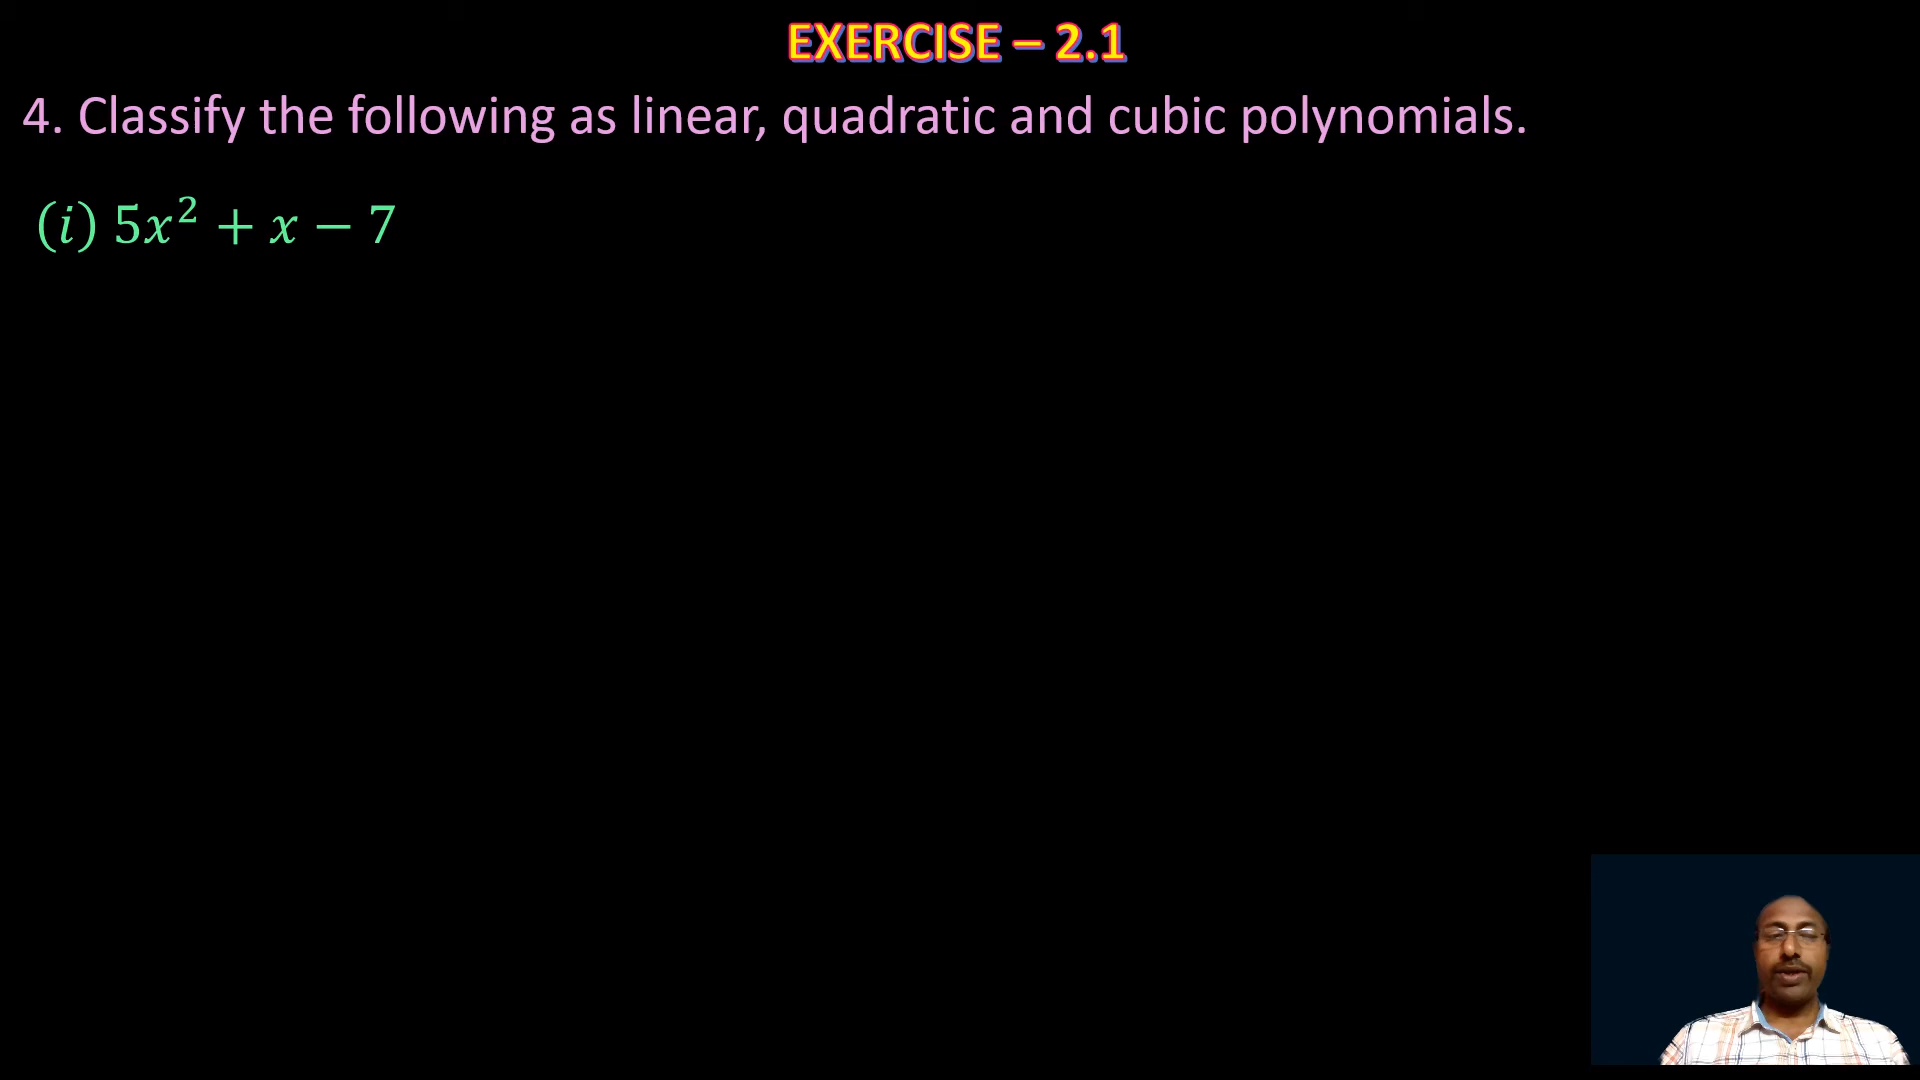 EXERCISE – 2.1
4. Classify the following as linear, quadratic and cubic polynomials.
(i) 5x² + x − 7